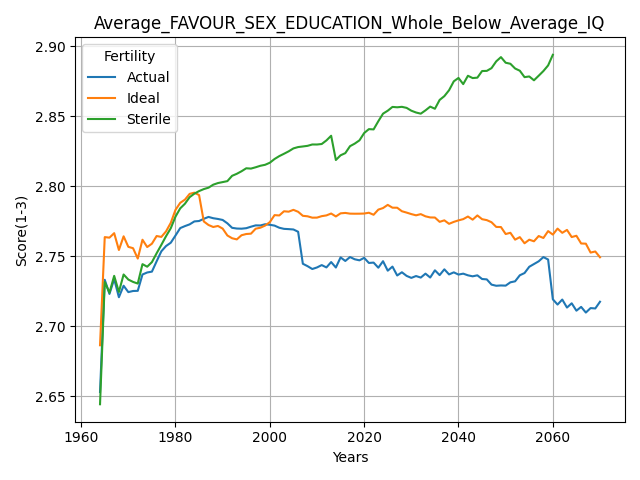 Average_FAVOUR_SEX_EDUCATION_Whole_Below_Average_IQ
Fertility
Actual
Ideal
Sterile
Score(1-3)
2.90
2.85
2.80
2.75
2.70
2.65
1960 1980 2000 2020 2040 2060
Years